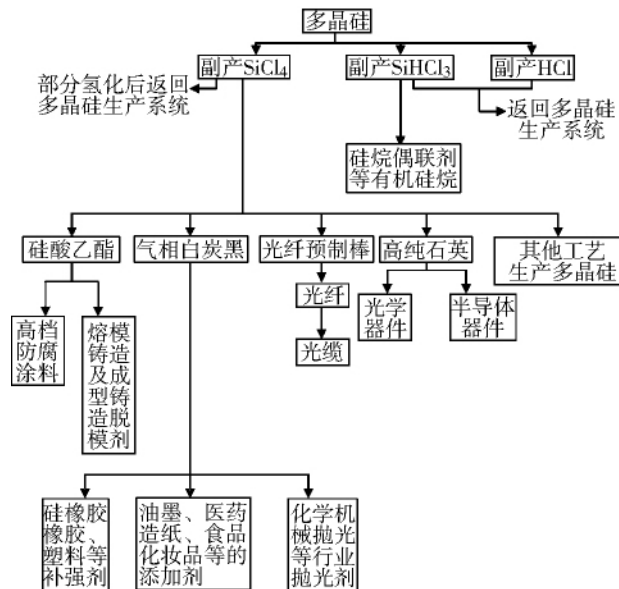 多晶硅
副产SiCl₄
副产SiHCl₃
副产HCl
部分氢化后返回
多晶硅生产系统
返回多晶硅
生产系统
硅烷偶联剂
等有机硅烷
硅酸乙酯
气相白炭黑
光纤预制棒
高纯石英
其他工艺
生产多晶硅
高档
防腐
涂料
熔模
铸造
及成
型铸
造脱
模剂
光纤
光缆
光学
器件
半导体
器件
硅橡胶
橡胶、
塑料等
补强剂
油墨、医药
造纸、食品
化妆品等的
添加剂
化学机
械抛光
等行业
抛光剂